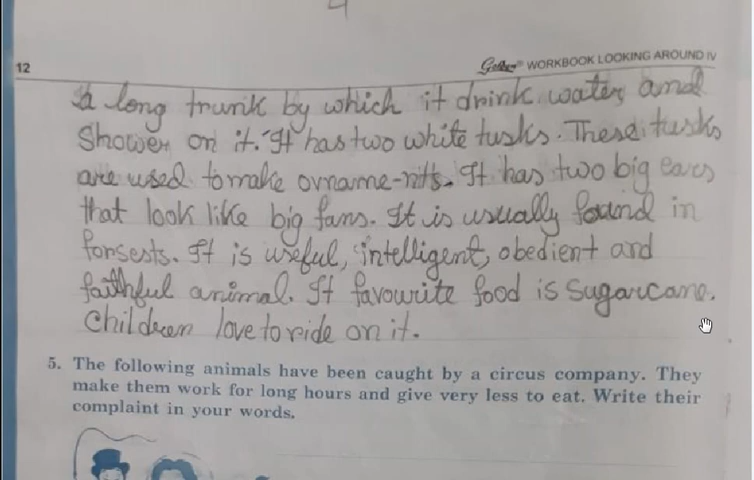 12
Golden WORKBOOK LOOKING AROUND IV
a long trunk by which it drink water and
Shower on it. It has two white tusks. These tusks
are used to make orname-nts. It has two big ears
that look like big fans. It is usually found in
forsests. It is useful, intelligent, obedient and
faithful animal. It favourite food is Sugarcane.
Children love to ride on it.
5. The following animals have been caught by a circus company. They
make them work for long hours and give very less to eat. Write their
complaint in your words.